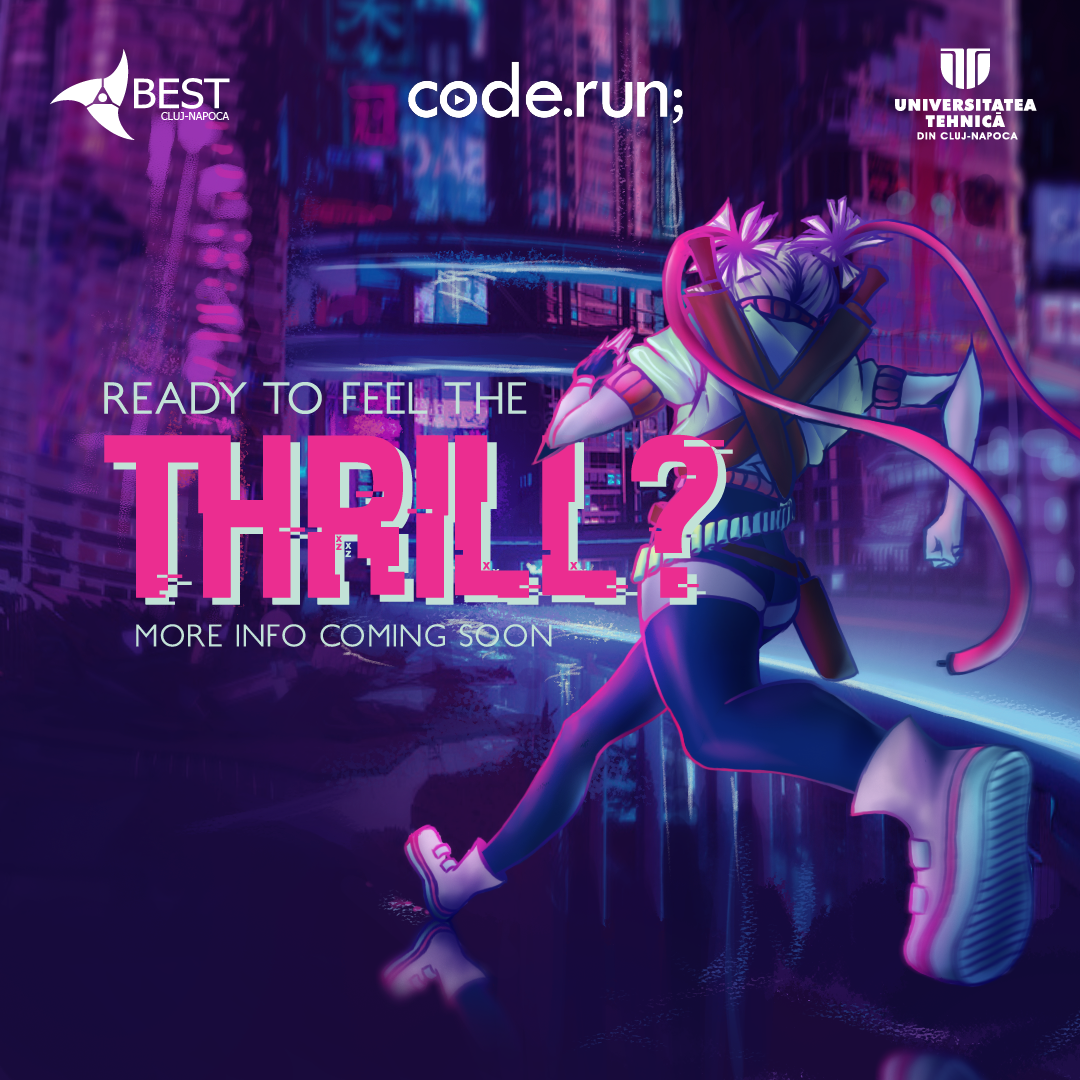 BEST
CLUJ-NAPOCA
code.run;
UNIVERSITATEA
TEHNICĂ
DIN CLUJ-NAPOCA
READY TO FEEL THE
THRILL?
MORE INFO COMING SOON